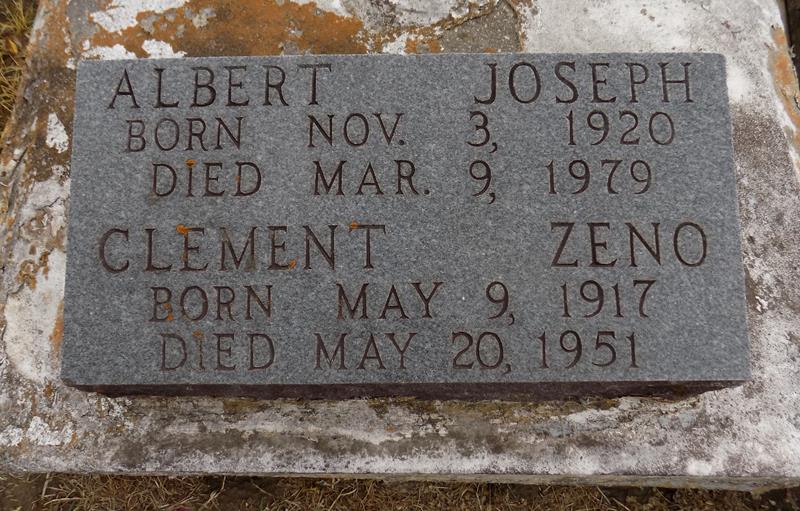 ALBERT JOSEPH
BORN NOV. 3, 1920
DIED MAR. 9, 1979
CLEMENT ZENO
BORN MAY 9, 1917
DIED MAY 20, 1951